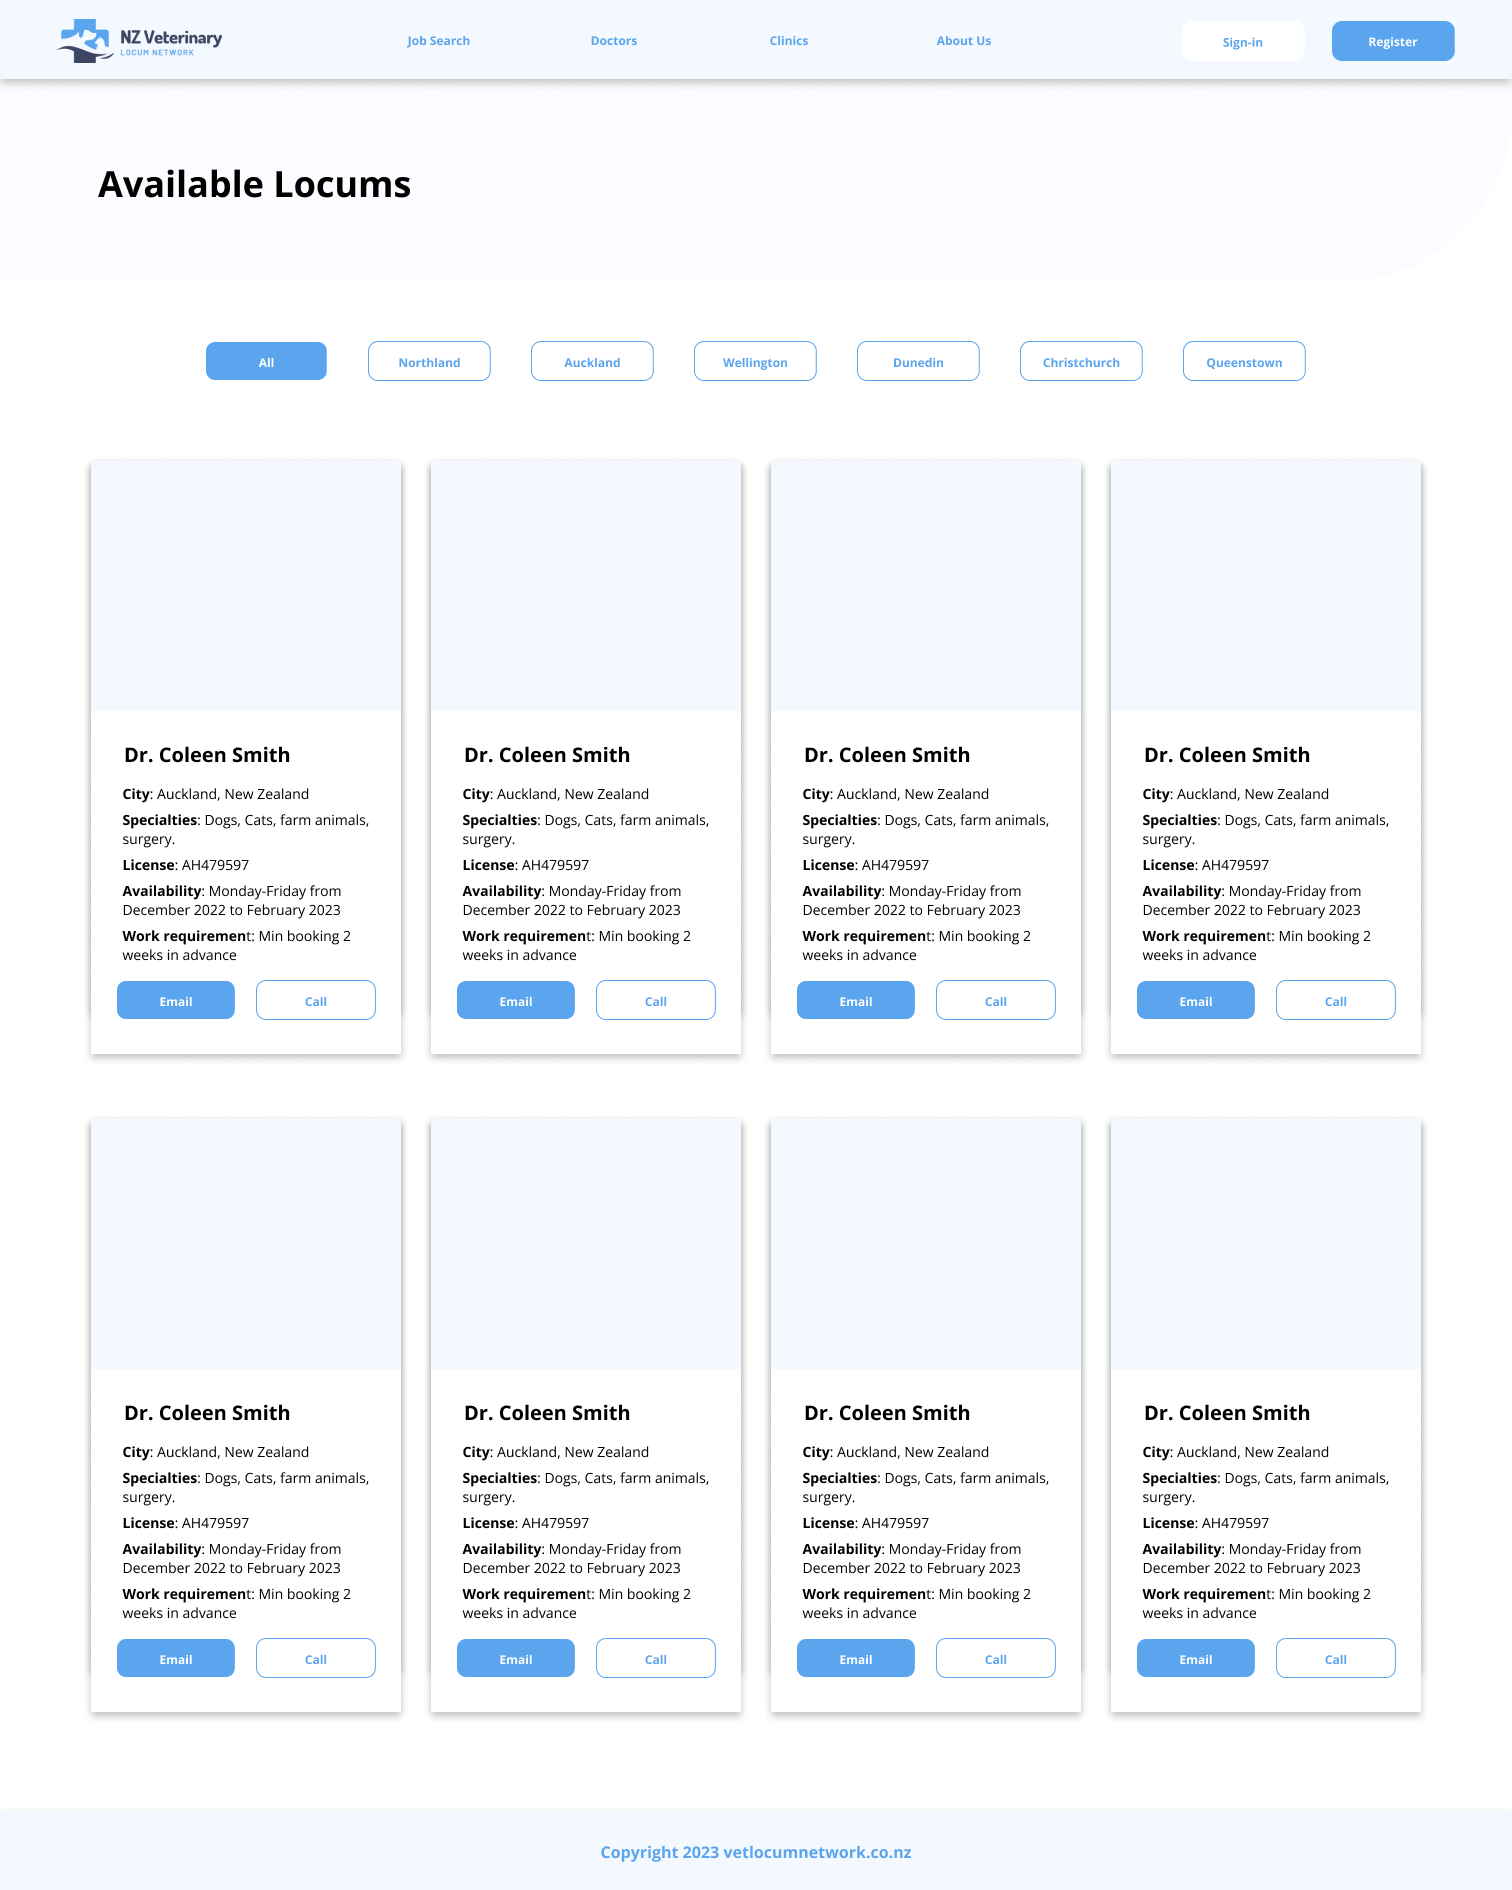 NZ Veterinary
LOCUM NETWORK
Job Search
Doctors
Clinics
About Us
Sign-in
Register
Available Locums
All
Northland
Auckland
Wellington
Dunedin
Christchurch
Queenstown
Dr. Coleen Smith
City: Auckland, New Zealand
Specialties: Dogs, Cats, farm animals,
surgery.
License: AH479597
Availability: Monday-Friday from
December 2022 to February 2023
Work requirement: Min booking 2
weeks in advance
Email
Call
Dr. Coleen Smith
City: Auckland, New Zealand
Specialties: Dogs, Cats, farm animals,
surgery.
License: AH479597
Availability: Monday-Friday from
December 2022 to February 2023
Work requirement: Min booking 2
weeks in advance
Email
Call
Dr. Coleen Smith
City: Auckland, New Zealand
Specialties: Dogs, Cats, farm animals,
surgery.
License: AH479597
Availability: Monday-Friday from
December 2022 to February 2023
Work requirement: Min booking 2
weeks in advance
Email
Call
Dr. Coleen Smith
City: Auckland, New Zealand
Specialties: Dogs, Cats, farm animals,
surgery.
License: AH479597
Availability: Monday-Friday from
December 2022 to February 2023
Work requirement: Min booking 2
weeks in advance
Email
Call
Dr. Coleen Smith
City: Auckland, New Zealand
Specialties: Dogs, Cats, farm animals,
surgery.
License: AH479597
Availability: Monday-Friday from
December 2022 to February 2023
Work requirement: Min booking 2
weeks in advance
Email
Call
Dr. Coleen Smith
City: Auckland, New Zealand
Specialties: Dogs, Cats, farm animals,
surgery.
License: AH479597
Availability: Monday-Friday from
December 2022 to February 2023
Work requirement: Min booking 2
weeks in advance
Email
Call
Dr. Coleen Smith
City: Auckland, New Zealand
Specialties: Dogs, Cats, farm animals,
surgery.
License: AH479597
Availability: Monday-Friday from
December 2022 to February 2023
Work requirement: Min booking 2
weeks in advance
Email
Call
Dr. Coleen Smith
City: Auckland, New Zealand
Specialties: Dogs, Cats, farm animals,
surgery.
License: AH479597
Availability: Monday-Friday from
December 2022 to February 2023
Work requirement: Min booking 2
weeks in advance
Email
Call
Copyright 2023 vetlocumnetwork.co.nz